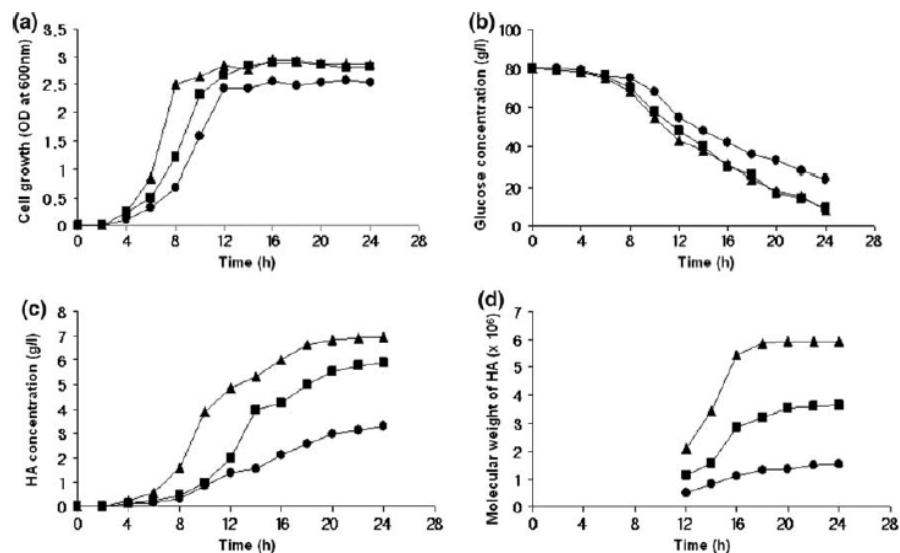 (a)
Cell growth (OD at 600nm)
3,5
3
2.5
2
1.5
1
0.5
0
0 4 8 12 16 20 24 28
Time (h)
(b)
Glucose concentration (g/l)
100
80
60
40
20
0
0 4 8 12 16 20 24 28
Time (h)
(c)
HA concentration (g/l)
8
7
6
5
4
3
2
1
0
0 4 8 12 16 20 24 28
Time (h)
(d)
Molecular weight of HA (x 10⁶)
7
6
5
4
3
2
1
0
0 4 8 12 16 20 24 28
Time (h)